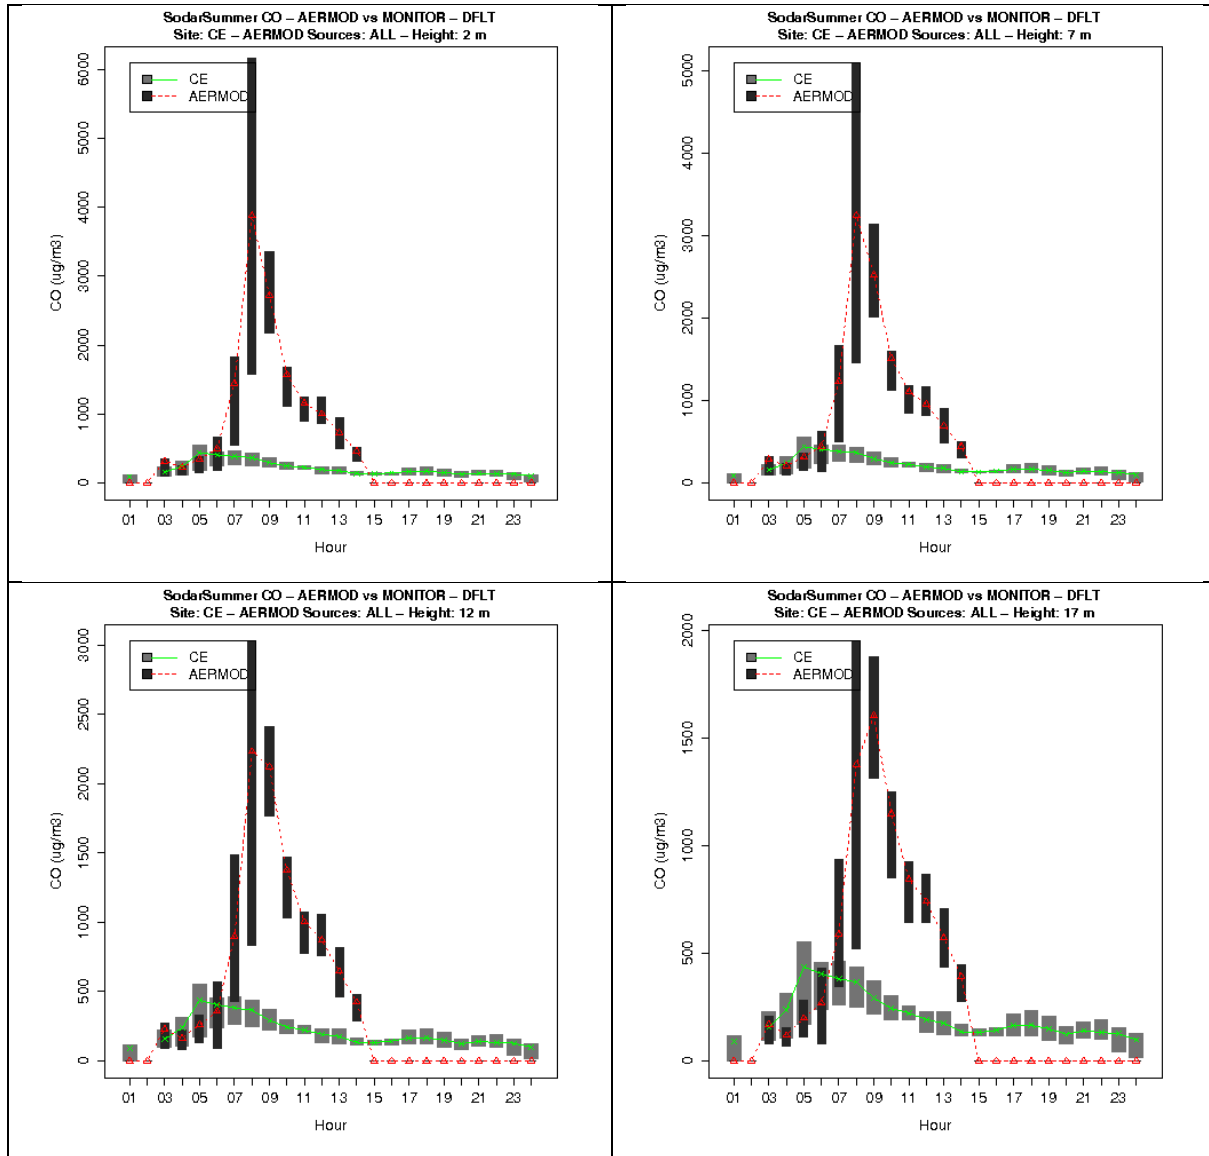 SodarSummer CO – AERMOD vs MONITOR – DFLT
Site: CE – AERMOD Sources: ALL – Height: 2 m
CE
AERMOD
CO (ug/m3)
6000
5000
4000
3000
2000
1000
0
01 03 05 07 09 11 13 15 17 19 21 23
Hour
SodarSummer CO – AERMOD vs MONITOR – DFLT
Site: CE – AERMOD Sources: ALL – Height: 7 m
CE
AERMOD
CO (ug/m3)
5000
4000
3000
2000
1000
0
01 03 05 07 09 11 13 15 17 19 21 23
Hour
SodarSummer CO – AERMOD vs MONITOR – DFLT
Site: CE – AERMOD Sources: ALL – Height: 12 m
CE
AERMOD
CO (ug/m3)
3000
2500
2000
1500
1000
500
0
01 03 05 07 09 11 13 15 17 19 21 23
Hour
SodarSummer CO – AERMOD vs MONITOR – DFLT
Site: CE – AERMOD Sources: ALL – Height: 17 m
CE
AERMOD
CO (ug/m3)
2000
1500
1000
500
0
01 03 05 07 09 11 13 15 17 19 21 23
Hour